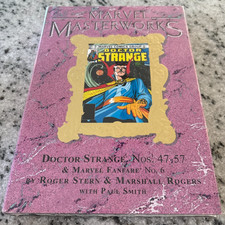 MARVEL
MASTERWORKS
DOCTOR STRANGE
DOCTOR STRANGE, NOS. 47-57
& MARVEL FANFARE NO. 6
BY ROGER STERN & MARSHALL ROGERS
WITH PAUL SMITH